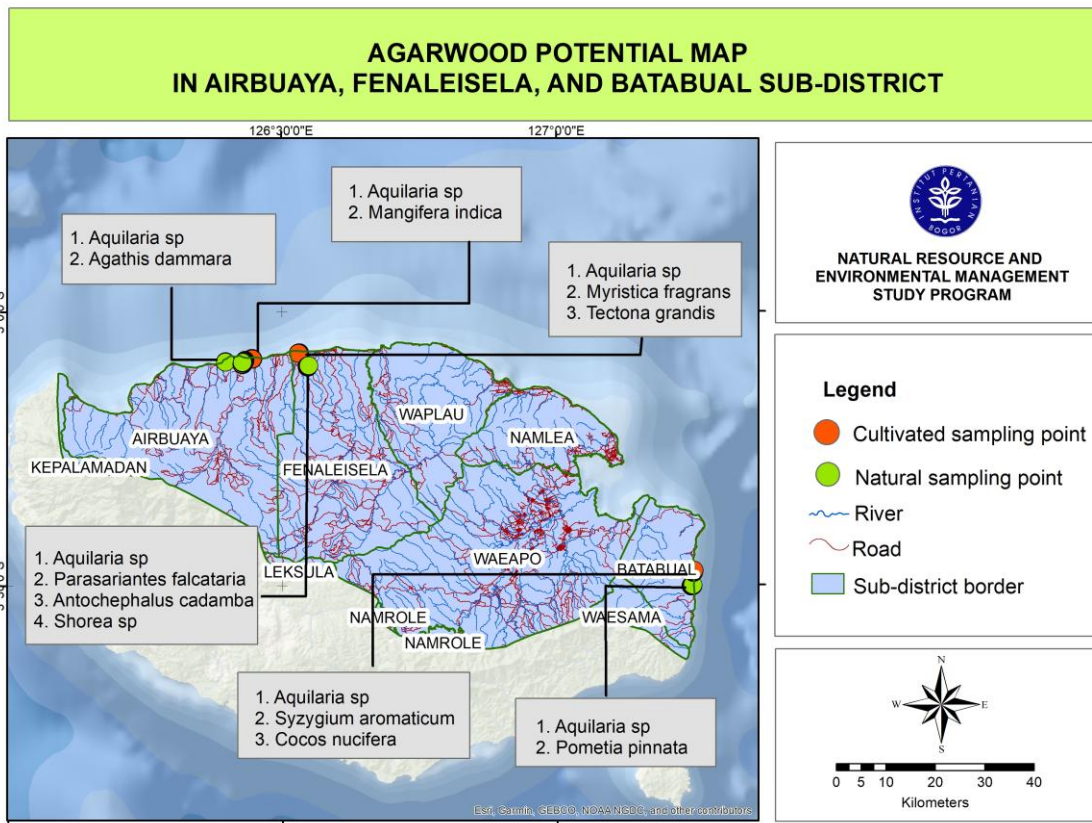 AGARWOOD POTENTIAL MAP
IN AIRBUAYA, FENALEISELA, AND BATABUAL SUB-DISTRICT
126°30'0"E
127°0'0"E
1. Aquilaria sp
2. Mangifera indica
1. Aquilaria sp
2. Agathis dammara
1. Aquilaria sp
2. Myristica fragrans
3. Tectona grandis
WAPLAU
NAMLEA
AIRBUAYA
KEPALAMADAN
FENALEISELA
WAEAPO
LEKSULA
BATABUAL
NAMROLE
WAESAMA
NAMROLE
1. Aquilaria sp
2. Parasariantes falcataria
3. Antochephalus cadamba
4. Shorea sp
1. Aquilaria sp
2. Syzygium aromaticum
3. Cocos nucifera
1. Aquilaria sp
2. Pometia pinnata
Esri, Garmin, GEBCO, NOAA NGDC, and other contributors
INSTITUT PERTANIAN
BOGOR
NATURAL RESOURCE AND
ENVIRONMENTAL MANAGEMENT
STUDY PROGRAM
Legend
Cultivated sampling point
Natural sampling point
River
Road
Sub-district border
N
W
E
S
0 5 10 20 30 40
Kilometers